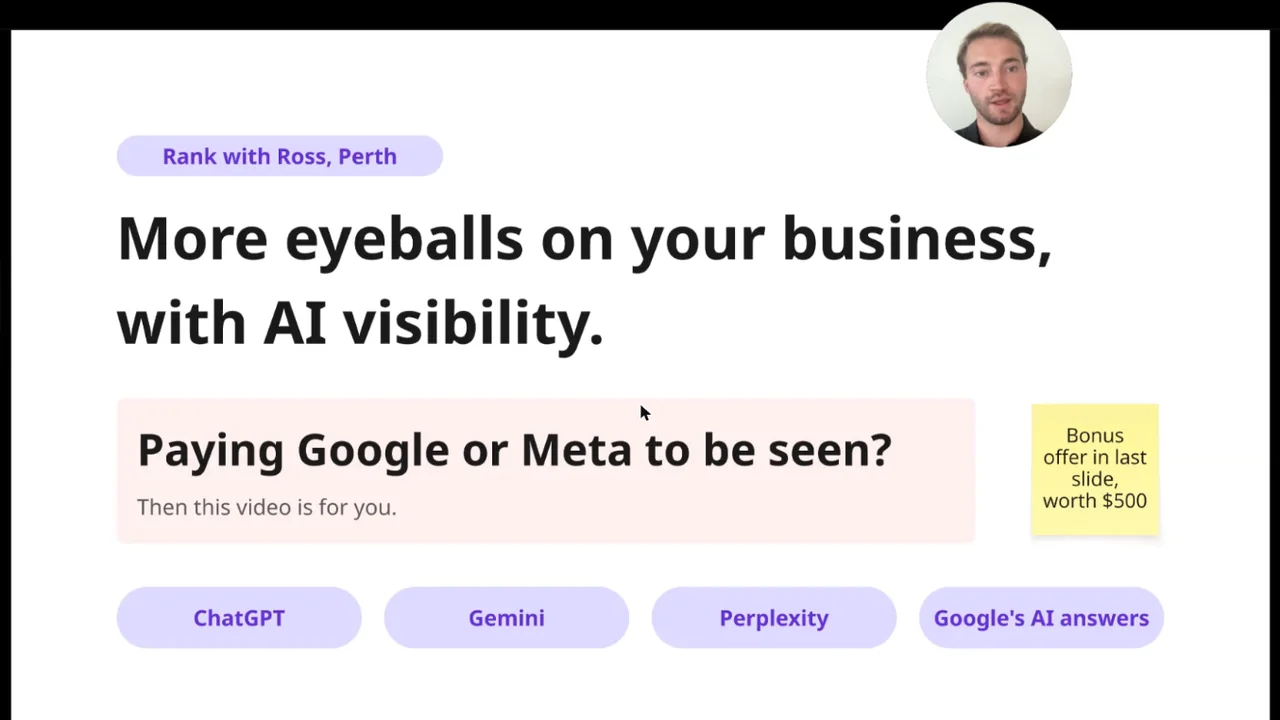 Rank with Ross, Perth
More eyeballs on your business,
with AI visibility.
Paying Google or Meta to be seen?
Then this video is for you.
Bonus
offer in last
slide,
worth $500
ChatGPT
Gemini
Perplexity
Google's AI answers